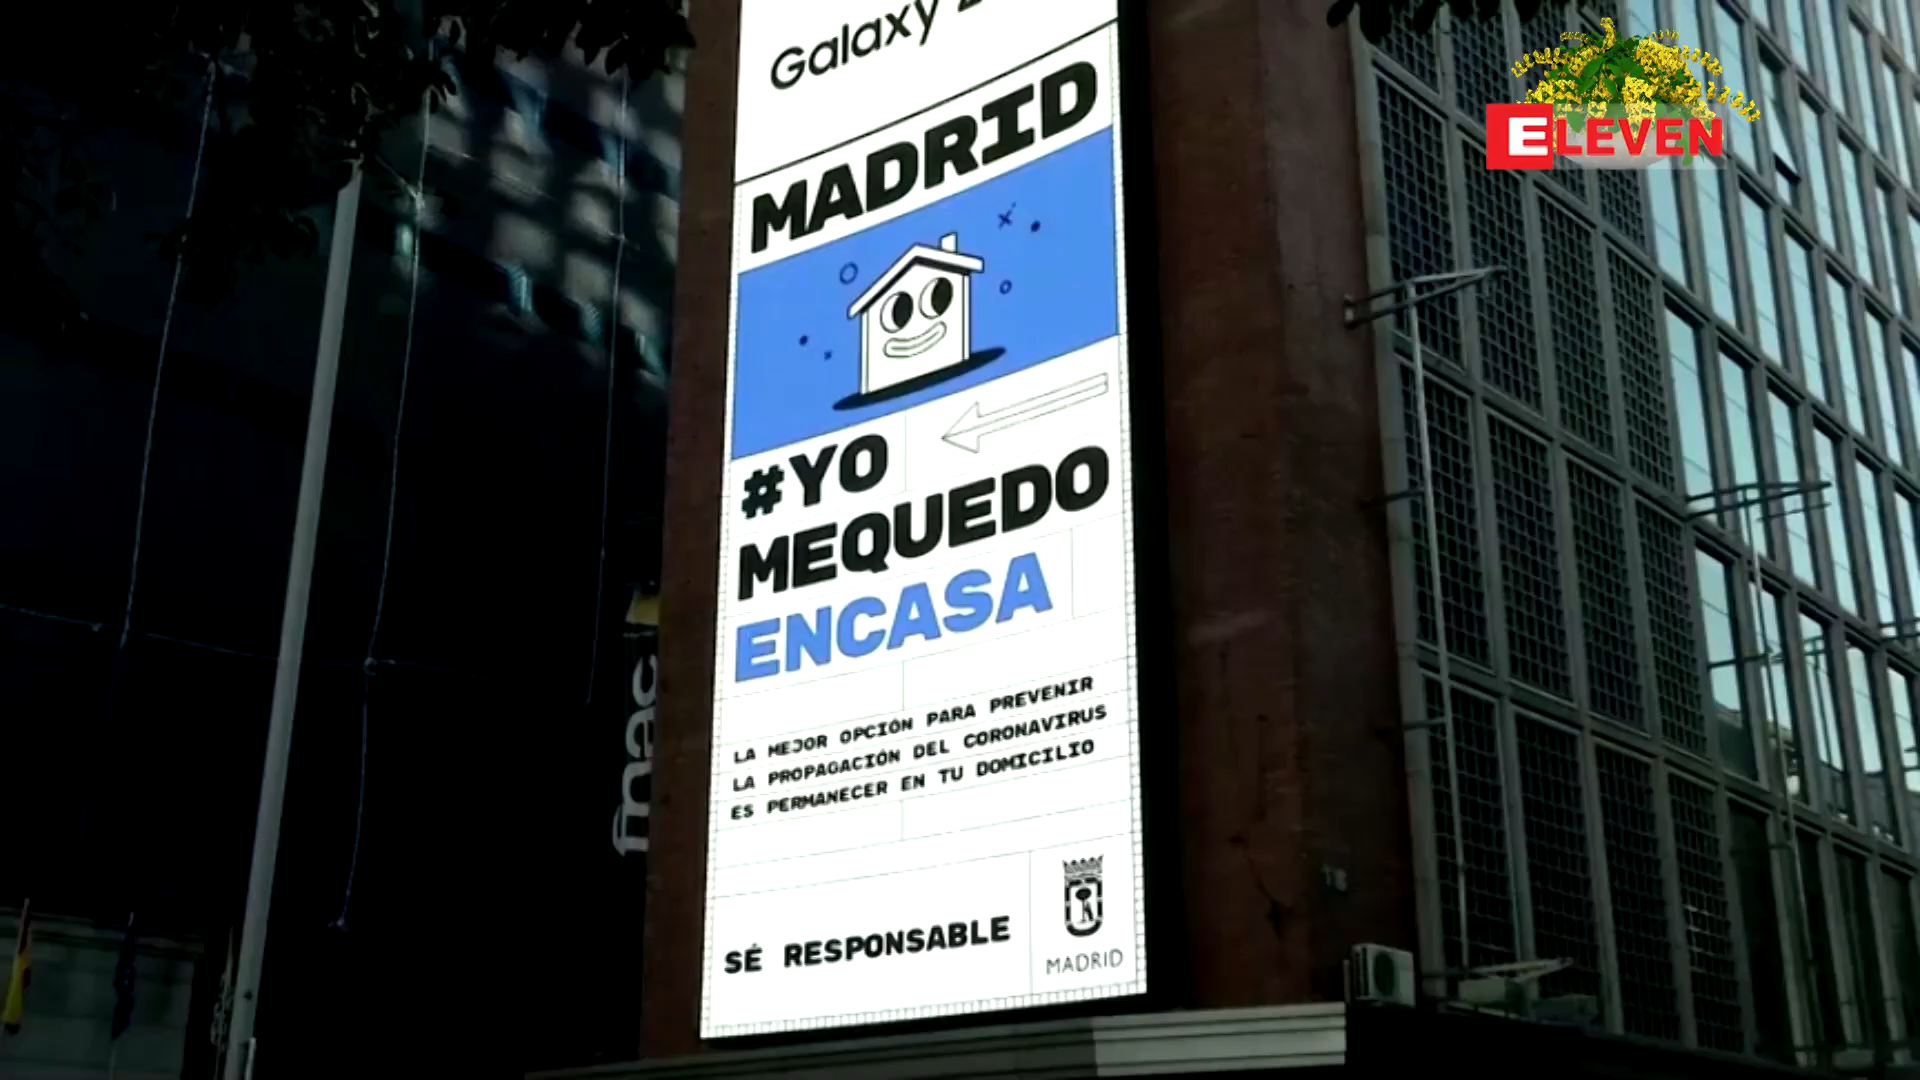 Galaxy
MADRID
#YO
MEQUEDO
ENCASA
LA MEJOR OPCIÓN PARA PREVENIR
LA PROPAGACIÓN DEL CORONAVIRUS
ES PERMANECER EN TU DOMICILIO
SÉ RESPONSABLE
MADRID
fnac
ELEVEN